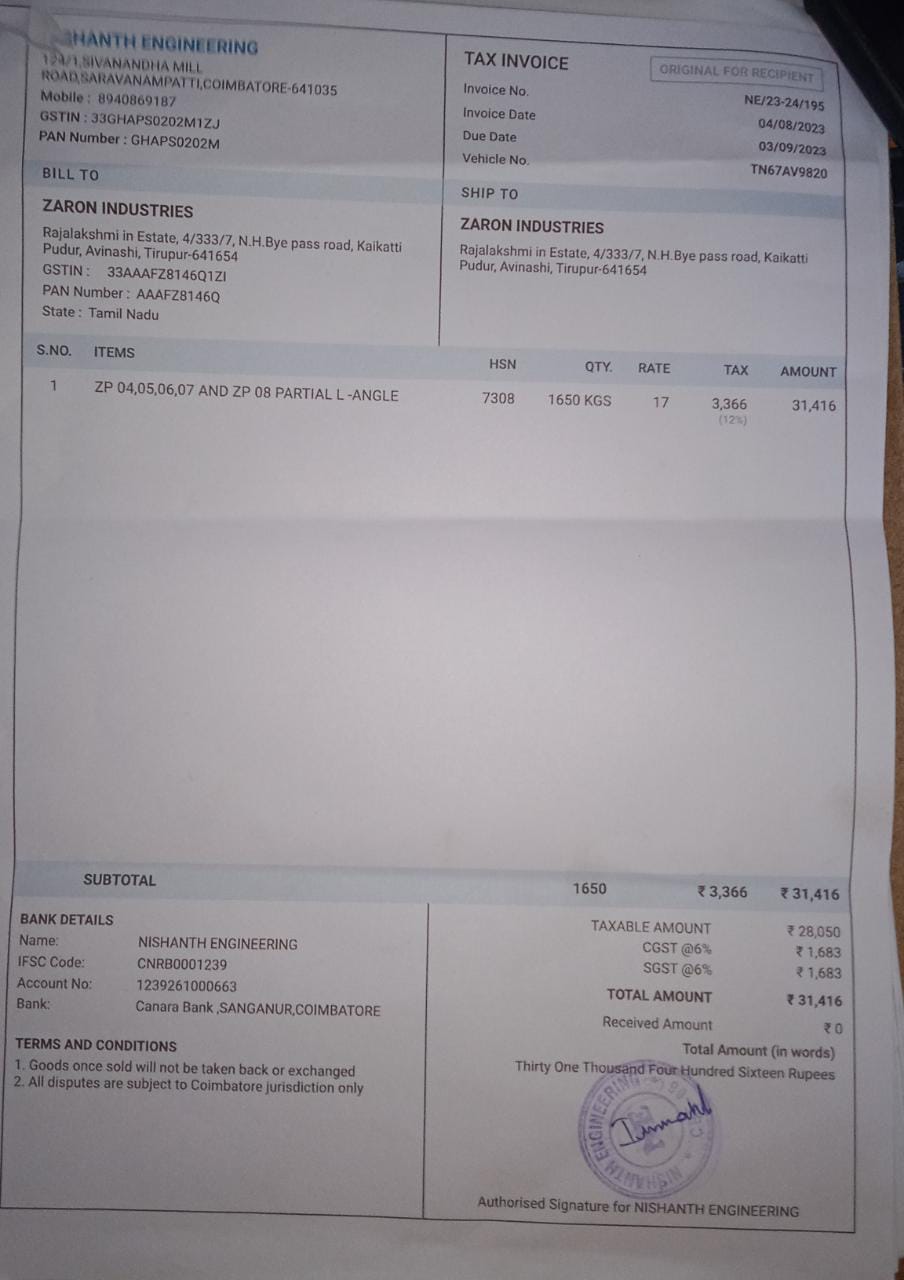 SHANTH ENGINEERING
124/1,SIVANANDHA MILL
ROAD,SARAVANAMPATTI,COIMBATORE-641035
Mobile : 8940869187
GSTIN : 33GHAPS0202M1ZJ
PAN Number : GHAPS0202M
TAX INVOICE
ORIGINAL FOR RECIPIENT
Invoice No. NE/23-24/195
Invoice Date 04/08/2023
Due Date 03/09/2023
Vehicle No. TN67AV9820
BILL TO
ZARON INDUSTRIES
Rajalakshmi in Estate, 4/333/7, N.H.Bye pass road, Kaikatti
Pudur, Avinashi, Tirupur-641654
GSTIN : 33AAAFZ8146Q1ZI
PAN Number : AAAFZ8146Q
State : Tamil Nadu
SHIP TO
ZARON INDUSTRIES
Rajalakshmi in Estate, 4/333/7, N.H.Bye pass road, Kaikatti
Pudur, Avinashi, Tirupur-641654
S.NO. ITEMS HSN QTY. RATE TAX AMOUNT
1 ZP 04,05,06,07 AND ZP 08 PARTIAL L -ANGLE 7308 1650 KGS 17 3,366 31,416
(12%)
SUBTOTAL 1650 ₹ 3,366 ₹ 31,416
BANK DETAILS
Name: NISHANTH ENGINEERING
IFSC Code: CNRB0001239
Account No: 1239261000663
Bank: Canara Bank ,SANGANUR,COIMBATORE
TERMS AND CONDITIONS
1. Goods once sold will not be taken back or exchanged
2. All disputes are subject to Coimbatore jurisdiction only
TAXABLE AMOUNT ₹ 28,050
CGST @6% ₹ 1,683
SGST @6% ₹ 1,683
TOTAL AMOUNT ₹ 31,416
Received Amount ₹ 0
Total Amount (in words)
Thirty One Thousand Four Hundred Sixteen Rupees
NISHANTH ENGINEERING
Authorised Signature for NISHANTH ENGINEERING